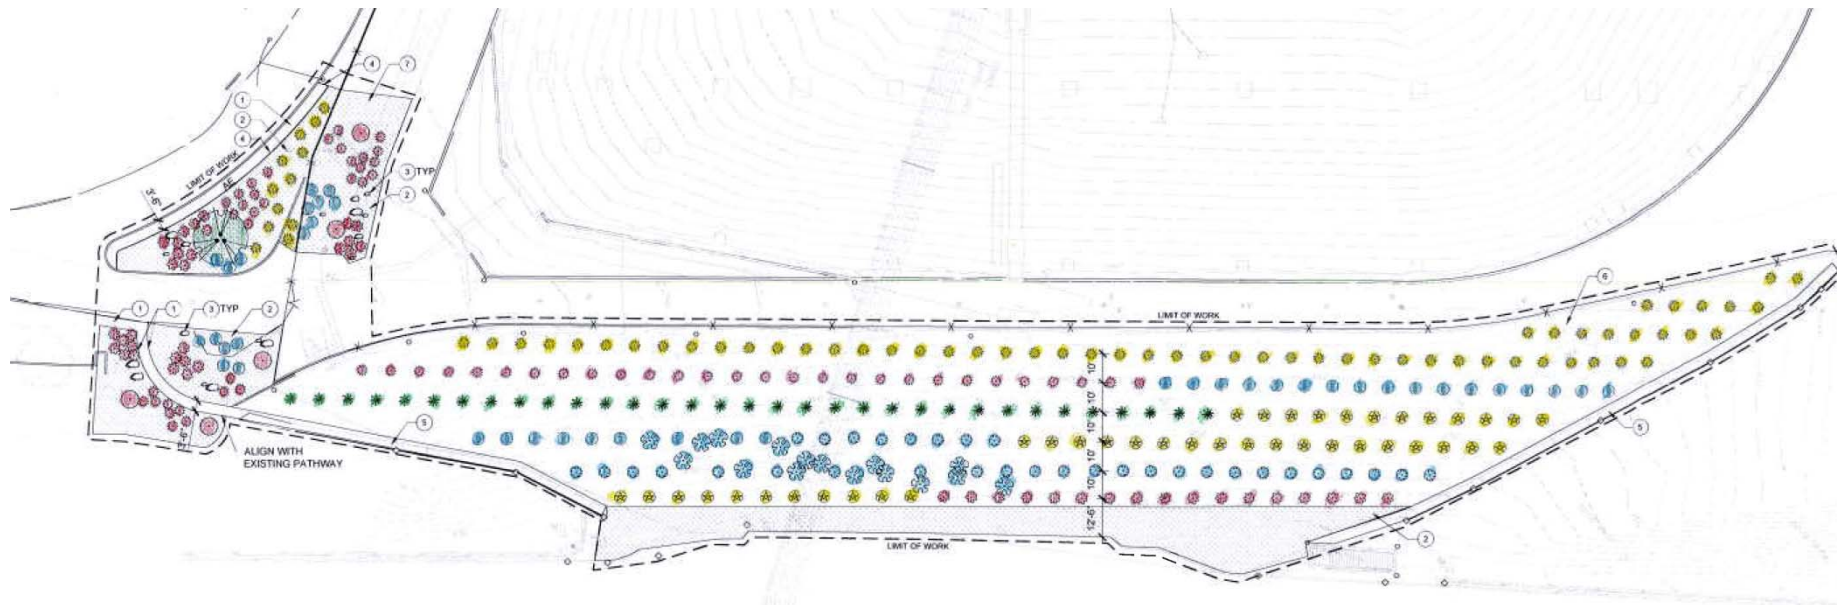 4
7
1
2
4
LIMIT OF WORK
AE
3'-6"
3 TYP
2
1
1
3 TYP
2
6
LIMIT OF WORK
10'
10'
10'
10'
10'
12'-6"
5
5
ALIGN WITH
EXISTING PATHWAY
2
LIMIT OF WORK